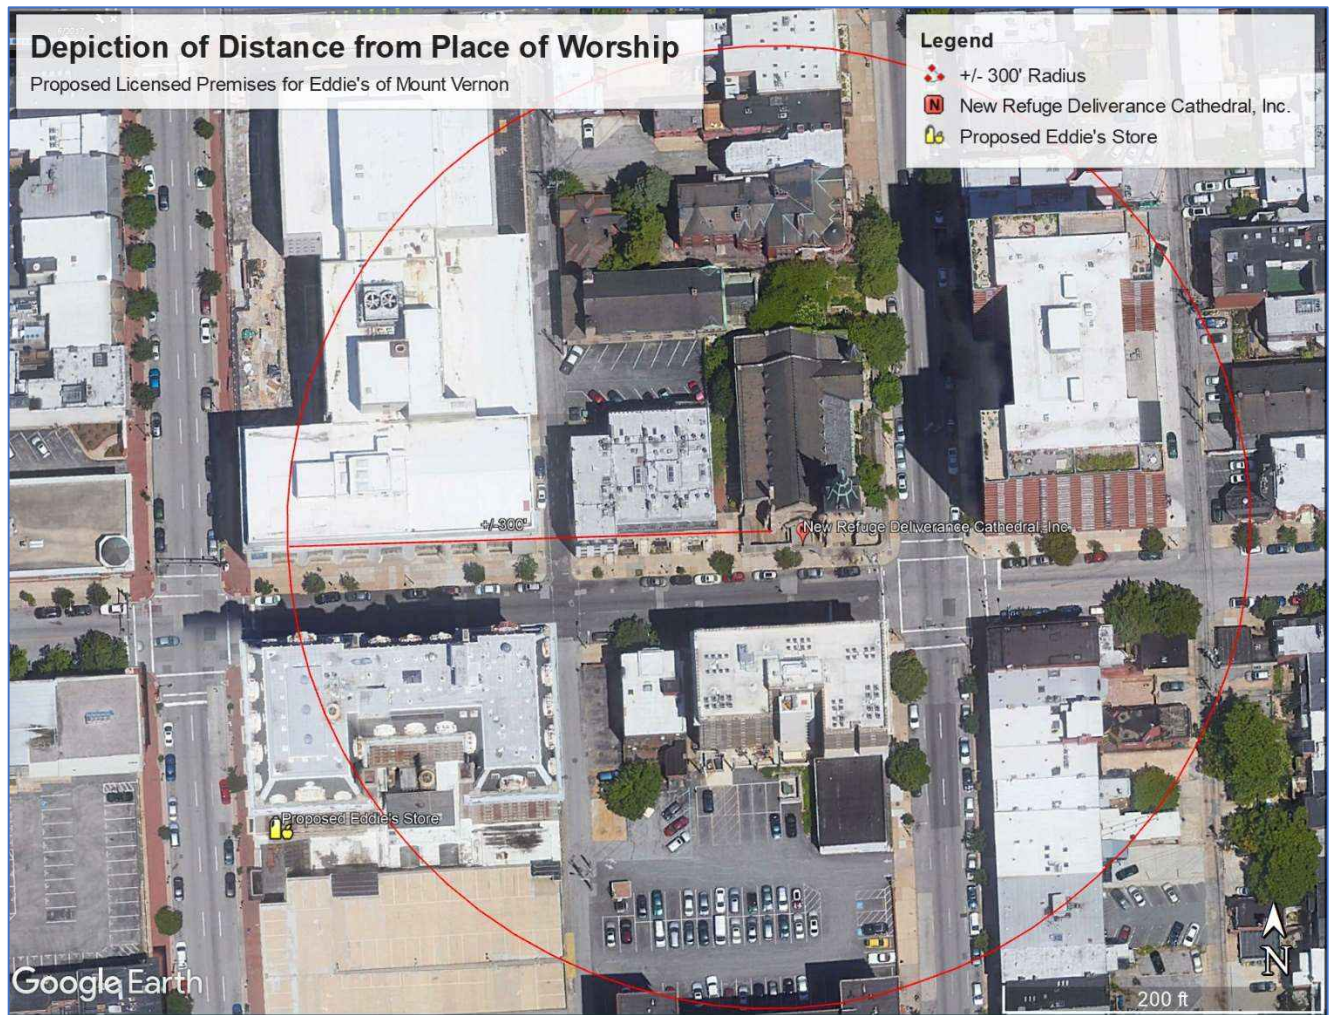 Depiction of Distance from Place of Worship
Proposed Licensed Premises for Eddie's of Mount Vernon
Legend
+/- 300' Radius
N New Refuge Deliverance Cathedral, Inc.
Proposed Eddie's Store
+/-300'
New Refuge Deliverance Cathedral, Inc.
Proposed Eddie's Store
Google Earth
N
200 ft